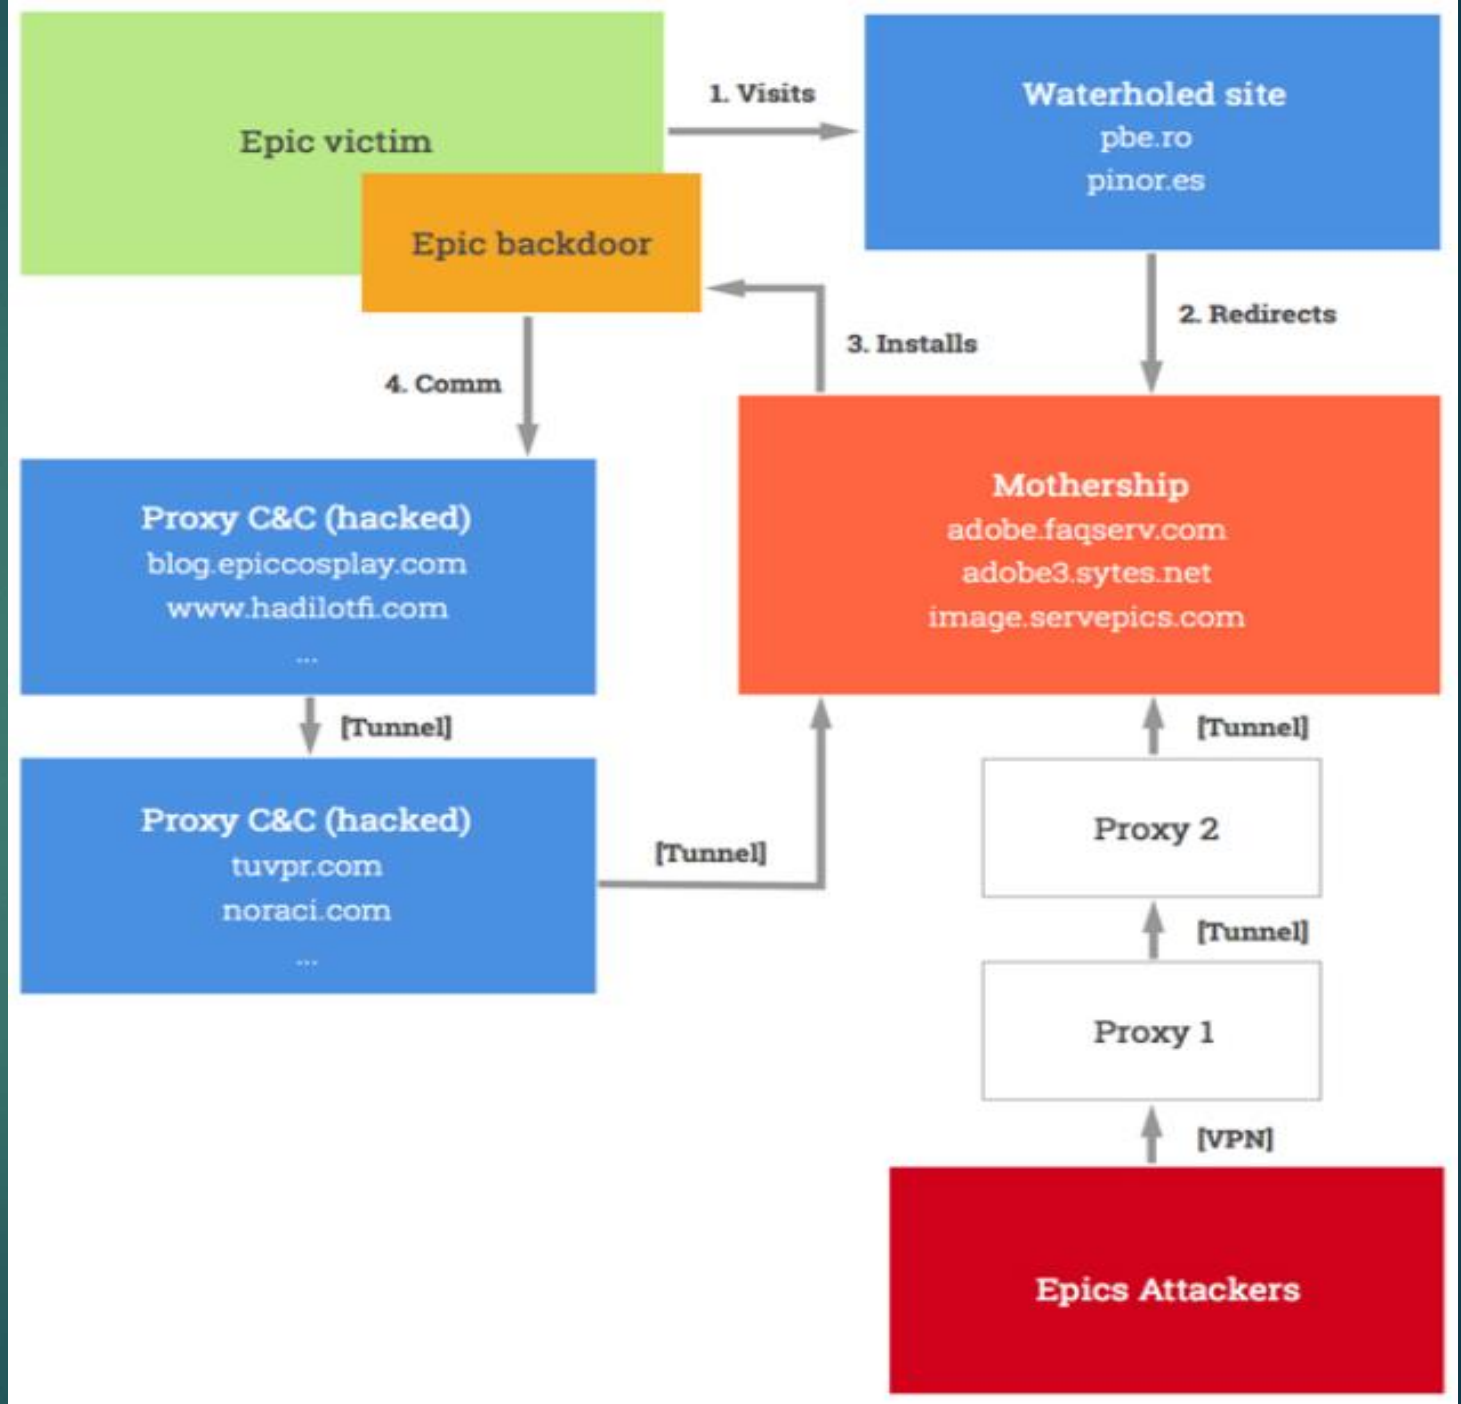 Epic victim
1. Visits
Waterholed site
pbe.ro
pinor.es
Epic backdoor
2. Redirects
3. Installs
4. Comm
Mothership
adobe.faqserv.com
adobe3.sytes.net
image.servepics.com
Proxy C&C (hacked)
blog.epiccosplay.com
www.hadilotfi.com
...
[Tunnel]
Proxy C&C (hacked)
tuvpr.com
noraci.com
...
[Tunnel]
[Tunnel]
Proxy 2
[Tunnel]
Proxy 1
[VPN]
Epics Attackers